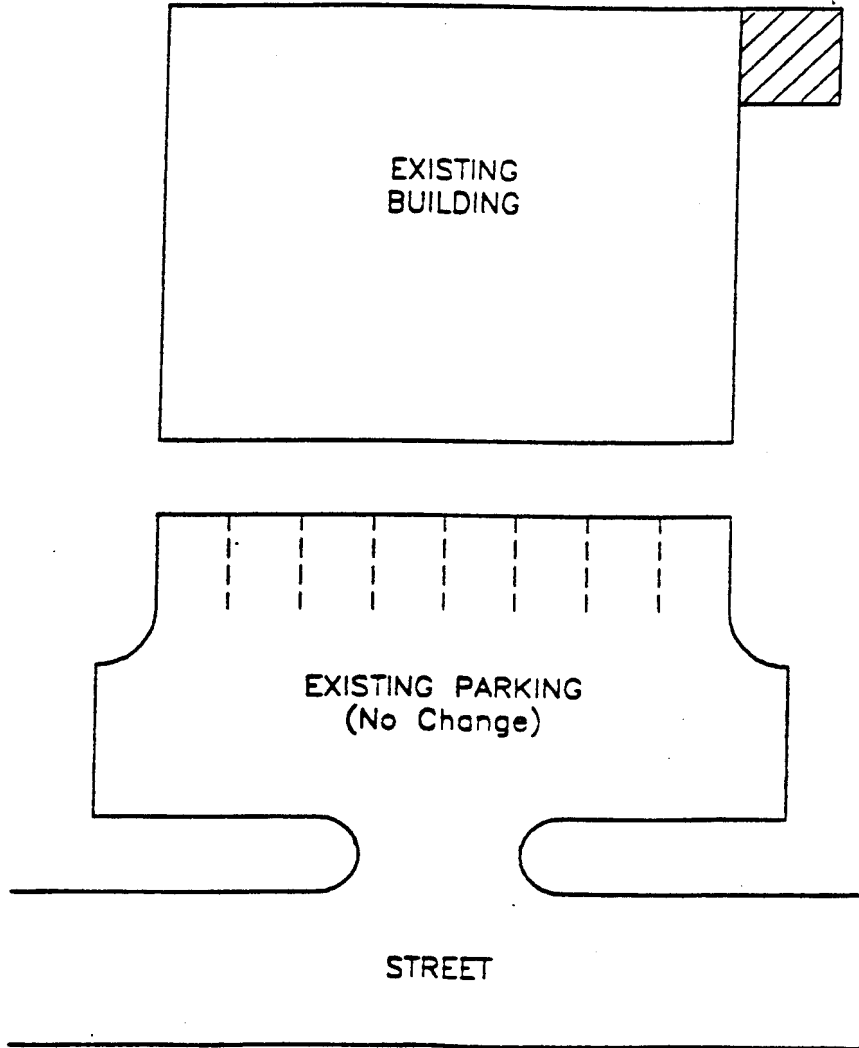 EXISTING
BUILDING
EXISTING PARKING
(No Change)
STREET